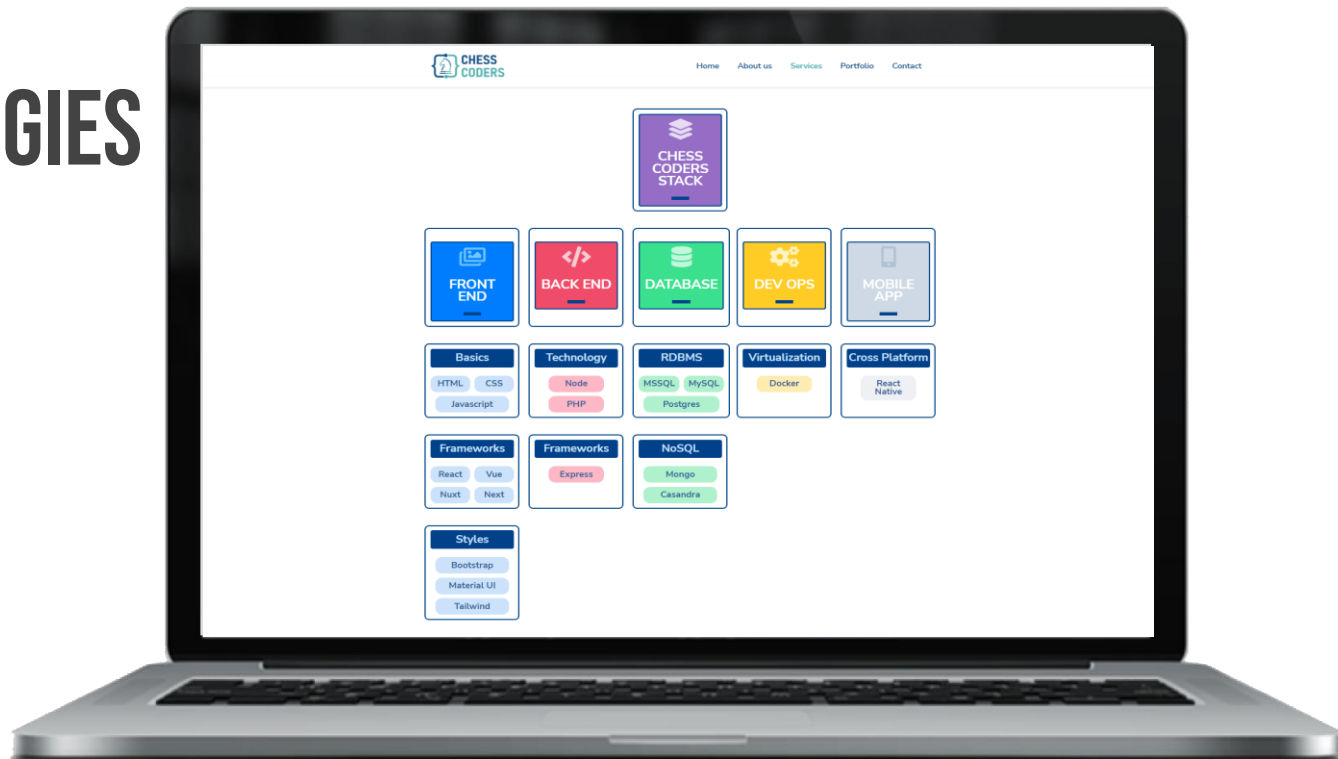 GIES
CHESS
CODERS
Home About us Services Portfolio Contact
CHESS
CODERS
STACK
FRONT
END
BACK END
DATABASE
DEV OPS
MOBILE
APP
Basics
HTML CSS
Javascript
Technology
Node
PHP
RDBMS
MSSQL MySQL
Postgres
Virtualization
Docker
Cross Platform
React
Native
Frameworks
React Vue
Nuxt Next
Frameworks
Express
NoSQL
Mongo
Casandra
Styles
Bootstrap
Material UI
Tailwind